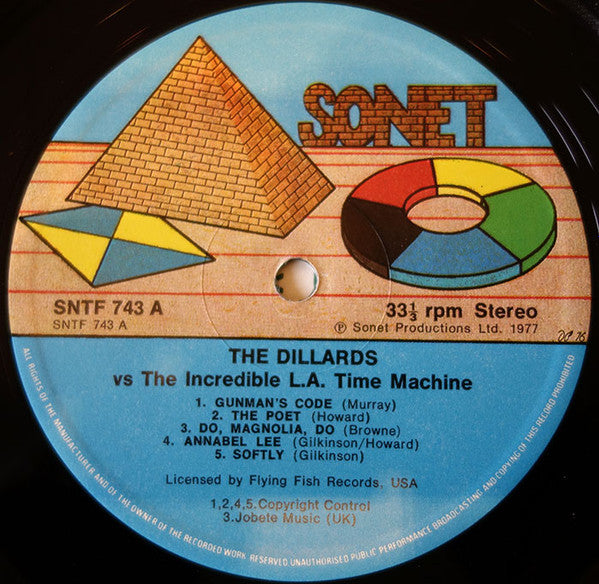 SONET
SNTF 743 A
SNTF 743 A
33⅓ rpm Stereo
℗ Sonet Productions Ltd. 1977
THE DILLARDS
vs The Incredible L.A. Time Machine
1. GUNMAN'S CODE (Murray)
2. THE POET (Howard)
3. DO, MAGNOLIA, DO (Browne)
4. ANNABEL LEE (Gilkinson/Howard)
5. SOFTLY (Gilkinson)
Licensed by Flying Fish Records, USA
1,2,4,5.Copyright Control
3.Jobete Music (UK)
ALL RIGHTS OF THE MANUFACTURER AND OF THE OWNER OF THE RECORDED WORK RESERVED UNAUTHORISED PUBLIC PERFORMANCE BROADCASTING AND COPYING OF THIS RECORD PROHIBITED